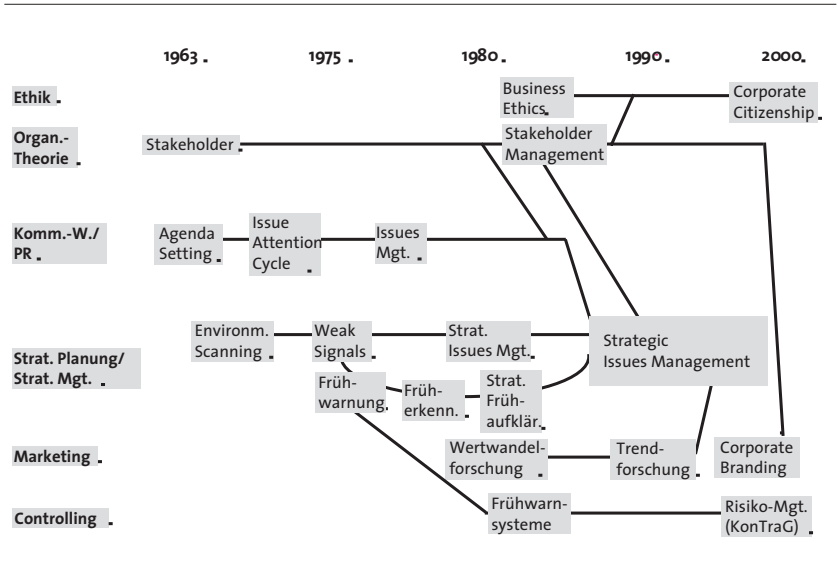 1963 . 1975 . 1980. 1990. 2000.
Ethik .
Business
Ethics.
Corporate
Citizenship .
Organ.-
Theorie .
Stakeholder .
Stakeholder
Management
Komm.-W./
PR .
Agenda
Setting .
Issue
Attention
Cycle .
Issues
Mgt. .
Strat. Planung/
Strat. Mgt. .
Environm.
Scanning .
Weak
Signals .
Strat.
Issues Mgt..
Strategic
Issues Management
Früh-
warnung.
Früh-
erkenn. .
Strat.
Früh-
aufklär..
Marketing .
Wertwandel-
forschung .
Trend-
forschung .
Corporate
Branding .
Controlling .
Frühwarn-
systeme
Risiko-Mgt.
(KonTraG) .